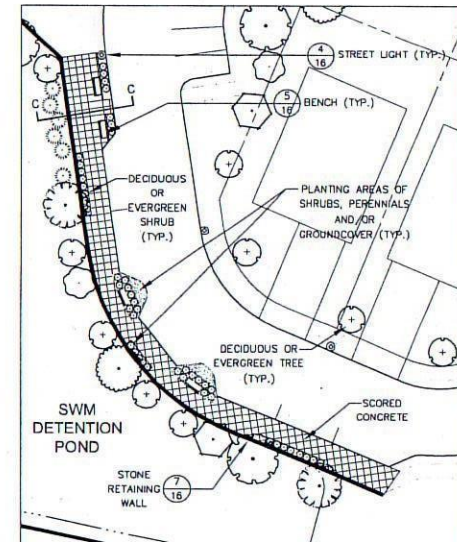 4
16
STREET LIGHT (TYP.)
C
C
5
16
BENCH (TYP.)
DECIDUOUS
OR
EVERGREEN
SHRUB
(TYP.)
PLANTING AREAS OF
SHRUBS, PERENNIALS
AND/OR
GROUNDCOVER (TYP.)
DECIDUOUS OR
EVERGREEN TREE
(TYP.)
SWM
DETENTION
POND
SCORED
CONCRETE
STONE
RETAINING
WALL
7
16